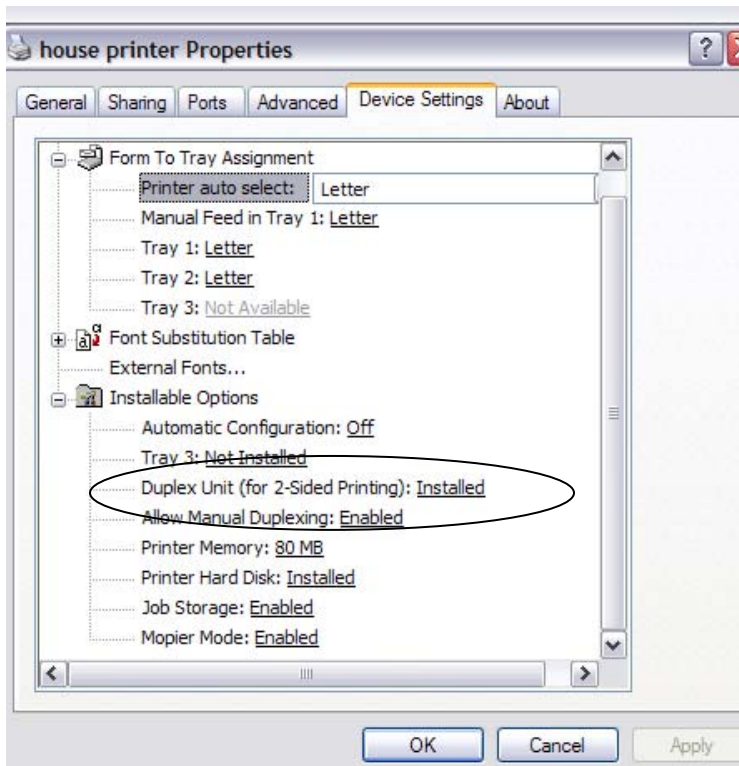 house printer Properties
?
General Sharing Ports Advanced Device Settings About
Form To Tray Assignment
Printer auto select: Letter
Manual Feed in Tray 1: Letter
Tray 1: Letter
Tray 2: Letter
Tray 3: Not Available
Font Substitution Table
External Fonts...
Installable Options
Automatic Configuration: Off
Tray 3: Not Installed
Duplex Unit (for 2-Sided Printing): Installed
Allow Manual Duplexing: Enabled
Printer Memory: 80 MB
Printer Hard Disk: Installed
Job Storage: Enabled
Mopier Mode: Enabled
OK Cancel Apply